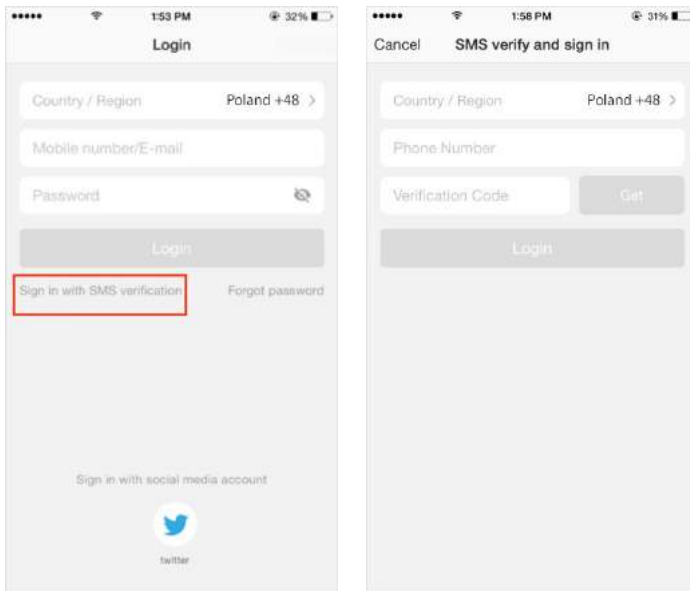 1:53 PM
32%
Login
Country / Region
Poland +48
Mobile number/E-mail
Password
Login
Sign in with SMS verification
Forgot password
Sign in with social media account
twitter
1:58 PM
31%
Cancel
SMS verify and sign in
Country / Region
Poland +48
Phone Number
Verification Code
Get
Login